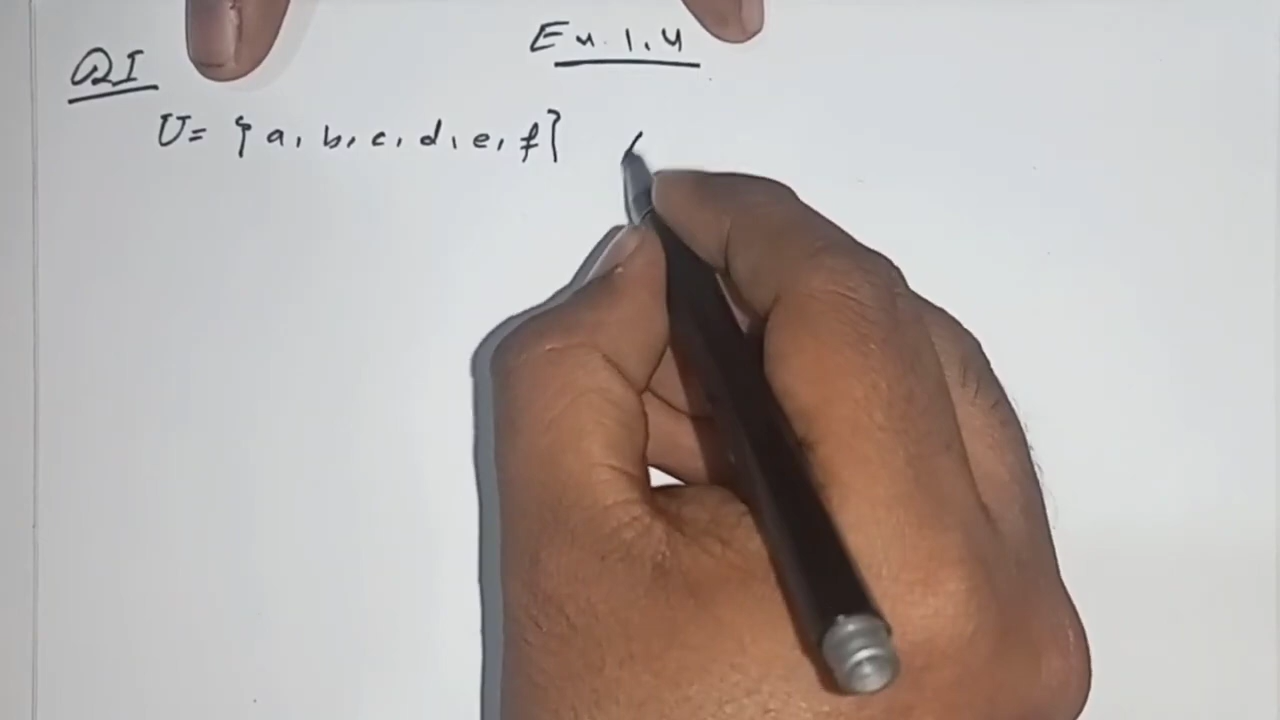 Ex. 1.4
Q1
U= {a, b, c, d, e, f}